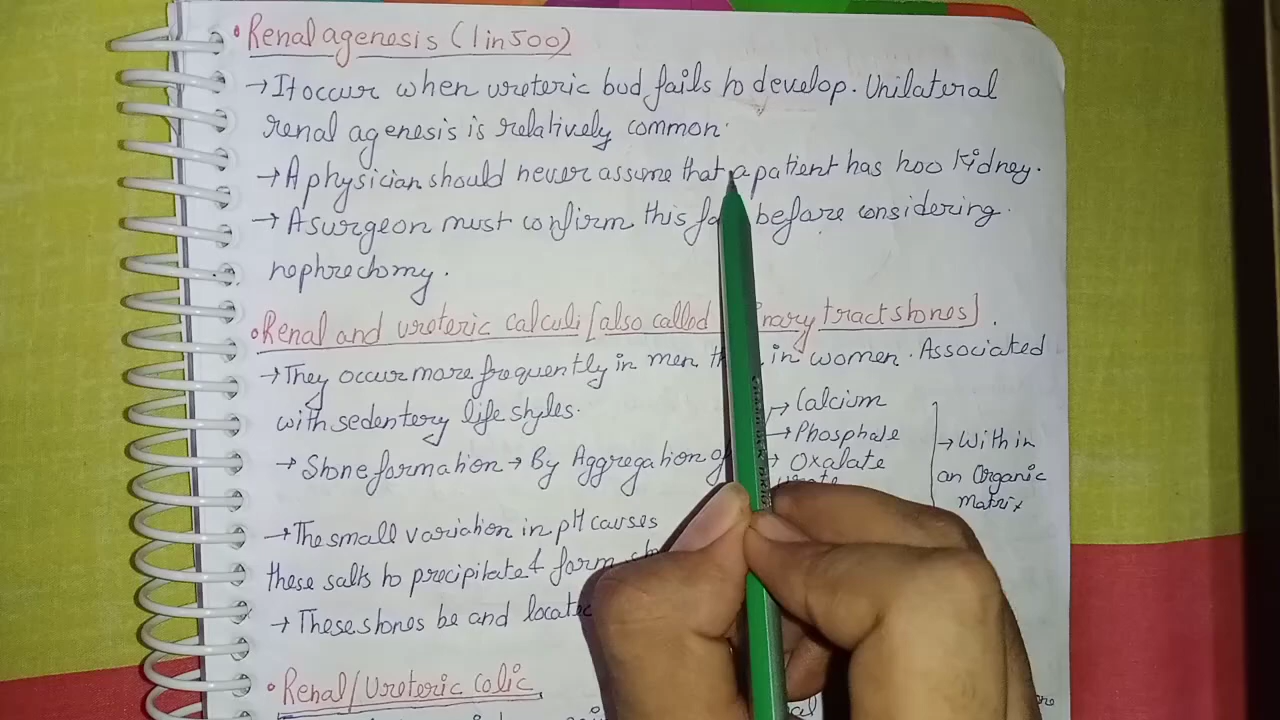 • Renal agenesis (1 in 500)
→ It occur when ureteric bud fails to develop. Unilateral
renal agenesis is relatively common.
→ A physician should never assume that a patient has two Kidney.
→ A surgeon must confirm this before considering
nephrectomy.
• Renal and ureteric calculi [also called tract stones].
→ They occur more frequently in men in women. Associated
with sedentery life styles.
→ Stone formation → By Aggregation of
→ Calcium
→ Phosphate
→ Oxalate
→ Within
an Organic
Matrix
→ The small variation in pH causes
these salts to precipitate & form
→ These stones be and located
• Renal/Ureteric Colic